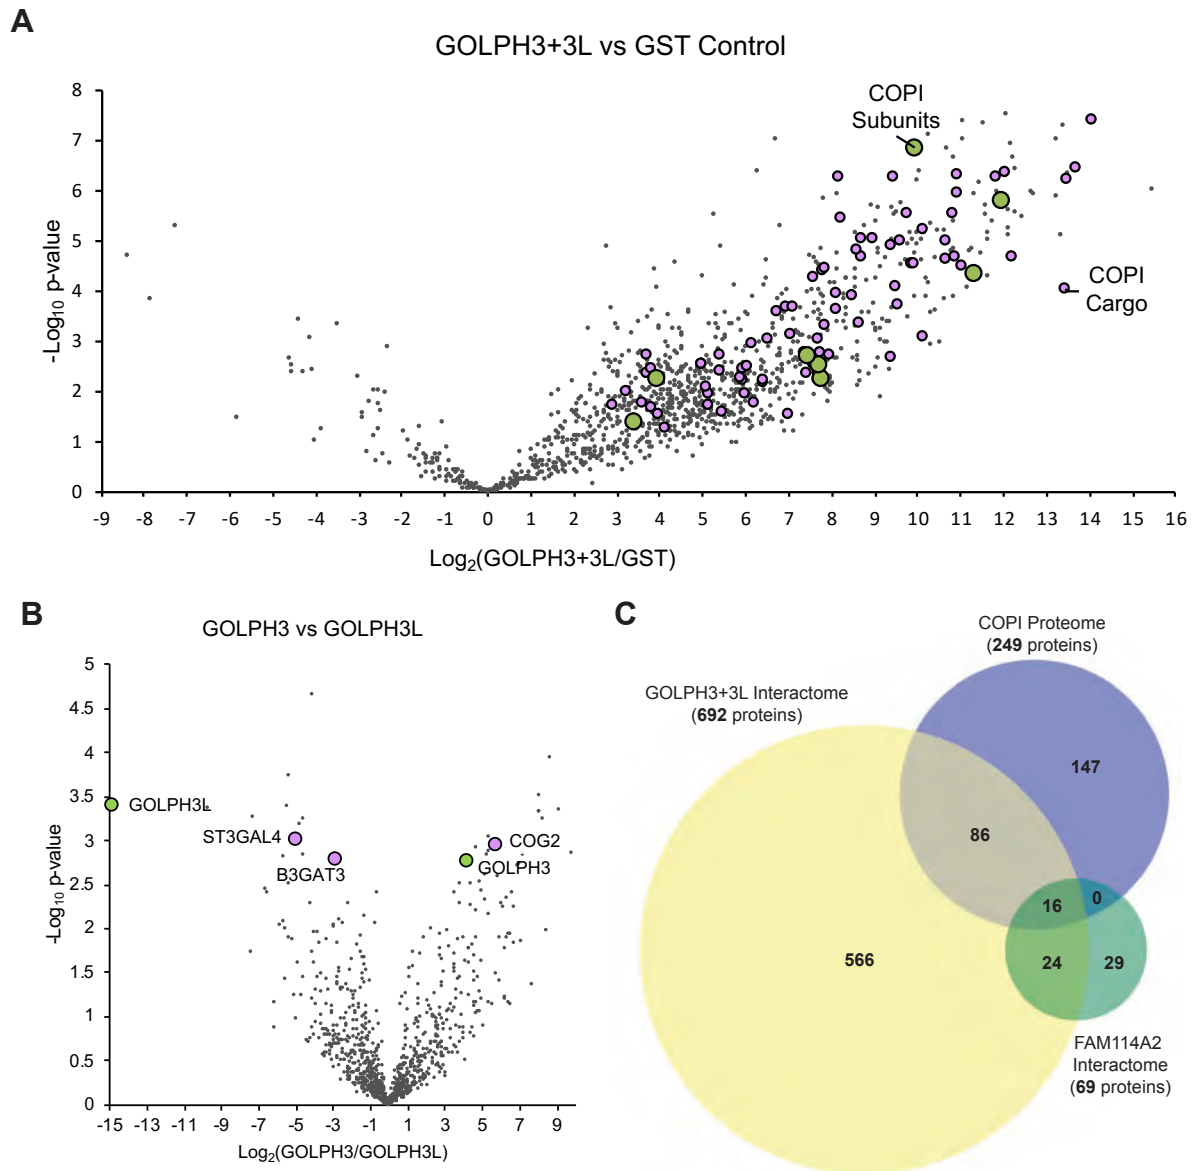 A
GOLPH3+3L vs GST Control
8
7
6
5
4
3
2
1
0
-Log10 p-value
COPI
Subunits
COPI
Cargo
-9 -8 -7 -6 -5 -4 -3 -2 -1 0 1 2 3 4 5 6 7 8 9 10 11 12 13 14 15 16
Log2(GOLPH3+3L/GST)
B
GOLPH3 vs GOLPH3L
5
4.5
4
3.5
3
2.5
2
1.5
1
0.5
0
-Log10 p-value
GOLPH3L
ST3GAL4
B3GAT3
COG2
GOLPH3
-15 -13 -11 -9 -7 -5 -3 -1 1 3 5 7 9
Log2(GOLPH3/GOLPH3L)
C
COPI Proteome
(249 proteins)
GOLPH3+3L Interactome
(692 proteins)
147
86
16
0
566
24
29
FAM114A2
Interactome
(69 proteins)